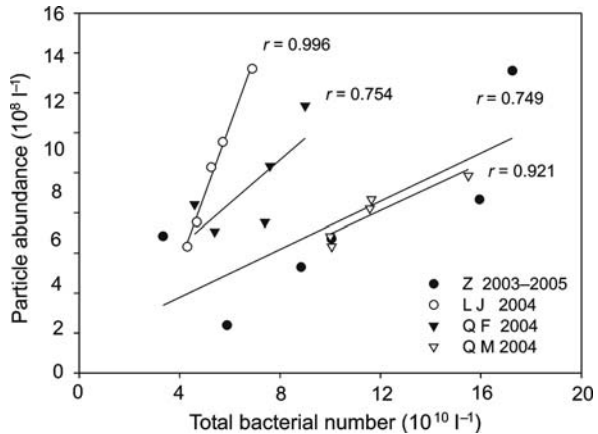 16
14
12
10
8
6
4
2
0
Particle abundance (10⁸ l⁻¹)
r = 0.996
r = 0.754
r = 0.749
r = 0.921
Z 2003–2005
L J 2004
Q F 2004
Q M 2004
0 4 8 12 16 20
Total bacterial number (10¹⁰ l⁻¹)